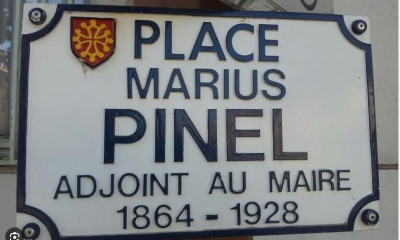 PLACE
MARIUS
PINEL
ADJOINT AU MAIRE
1864 - 1928